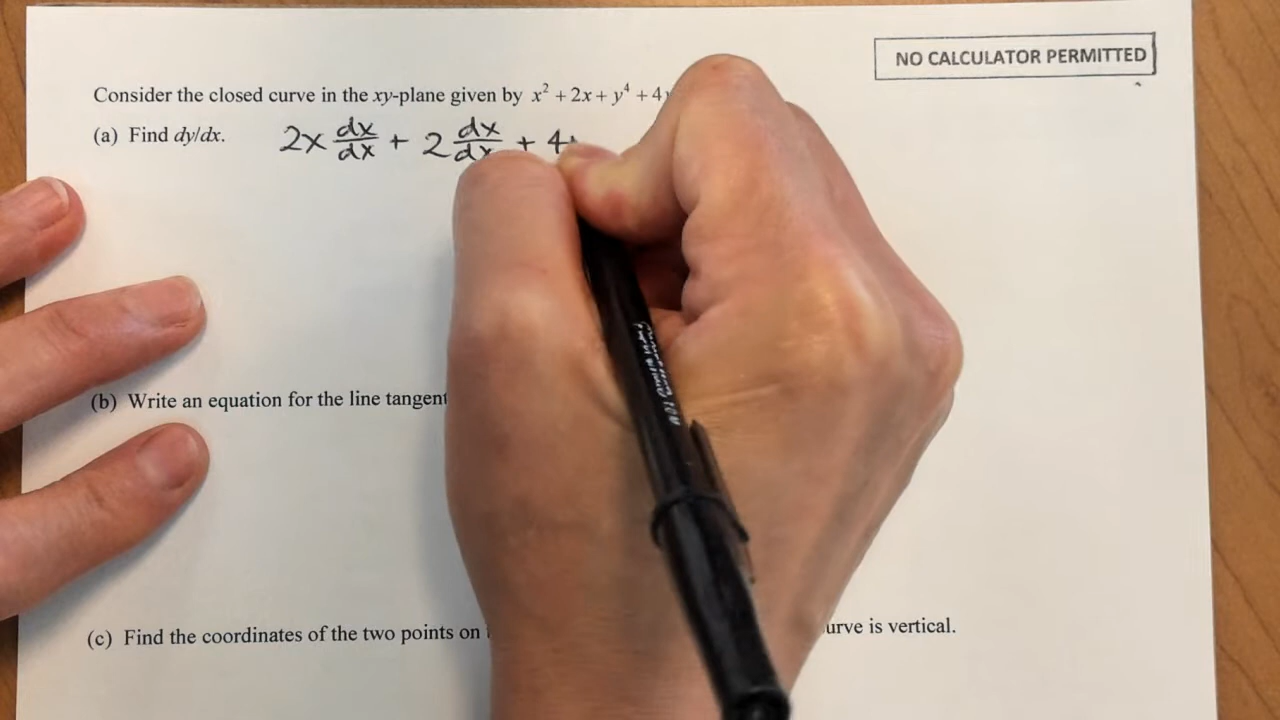 NO CALCULATOR PERMITTED
Consider the closed curve in the xy-plane given by x² + 2x + y⁴ + 4
(a) Find dy/dx. 2x dx/dx + 2 dx/dx + 4
(b) Write an equation for the line tangent
(c) Find the coordinates of the two points on urve is vertical.